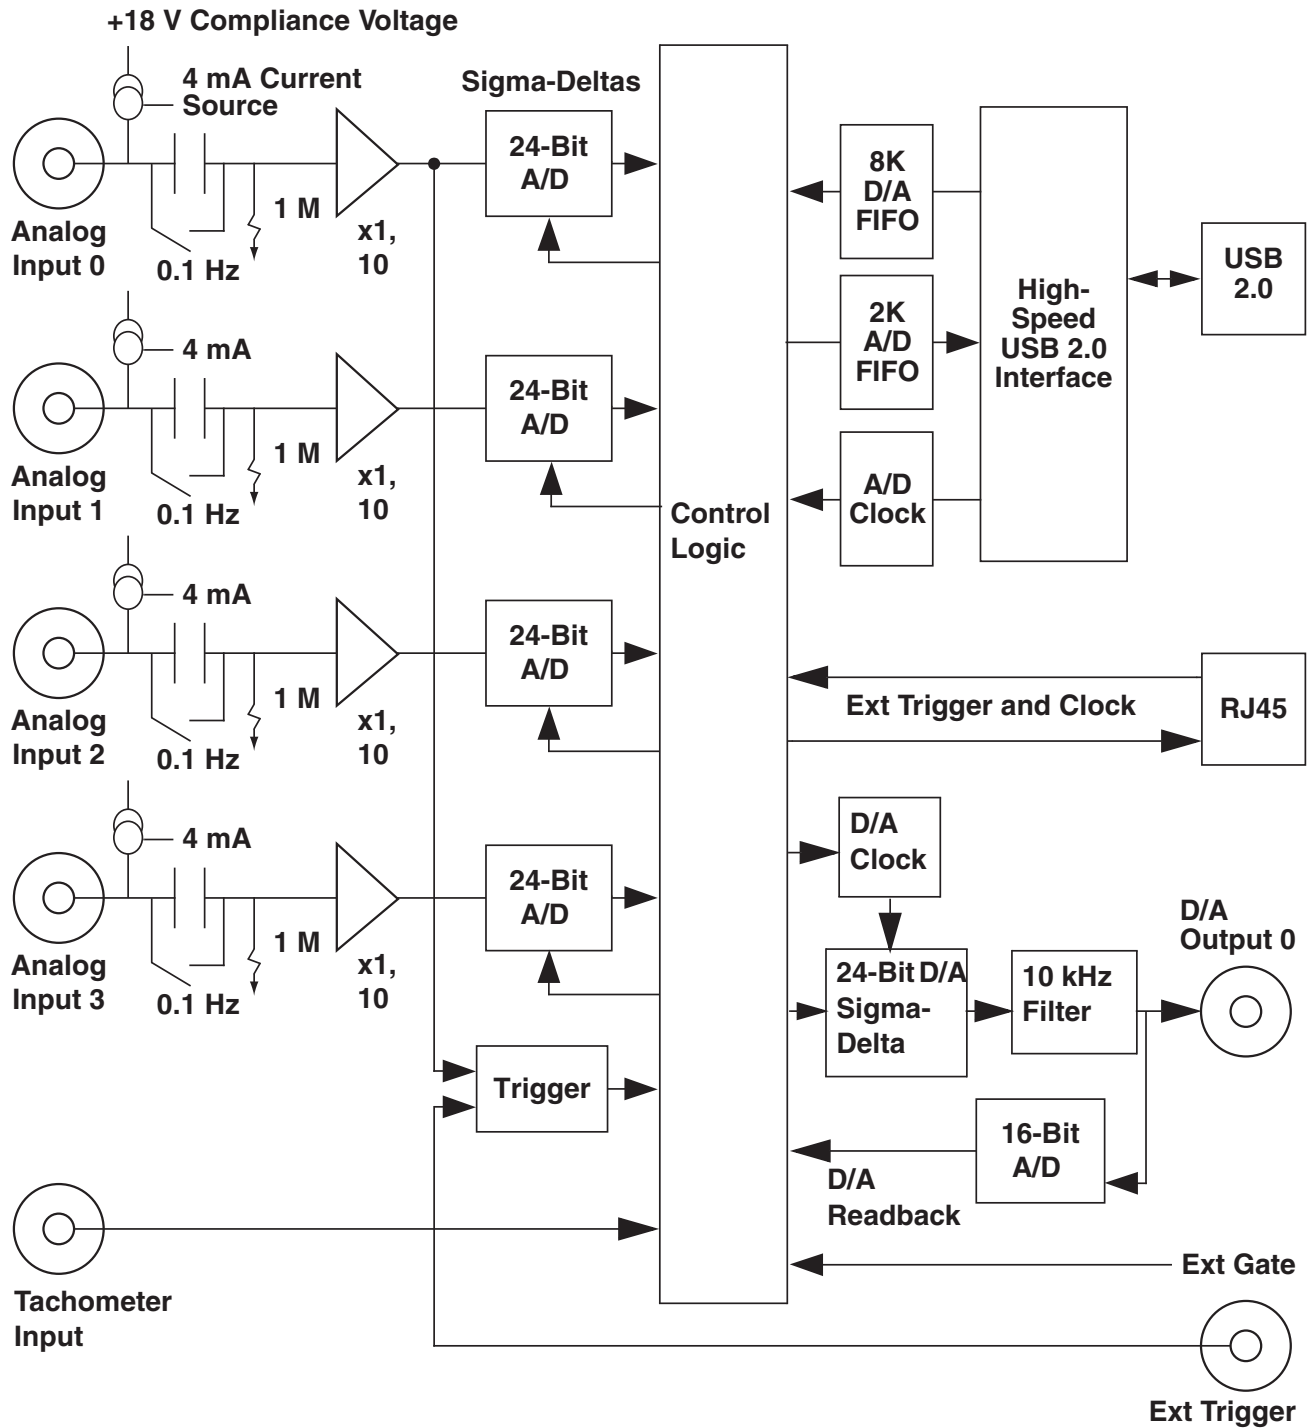 +18 V Compliance Voltage
4 mA Current
Source
Sigma-Deltas
24-Bit
A/D
Analog
Input 0
0.1 Hz
1 M
x1,
10
4 mA
24-Bit
A/D
Analog
Input 1
0.1 Hz
1 M
x1,
10
4 mA
24-Bit
A/D
Analog
Input 2
0.1 Hz
1 M
x1,
10
4 mA
24-Bit
A/D
Analog
Input 3
0.1 Hz
1 M
x1,
10
Trigger
Tachometer
Input
Control
Logic
8K
D/A
FIFO
2K
A/D
FIFO
A/D
Clock
High-
Speed
USB 2.0
Interface
USB
2.0
Ext Trigger and Clock
RJ45
D/A
Clock
24-Bit D/A
Sigma-
Delta
10 kHz
Filter
D/A
Output 0
16-Bit
A/D
D/A
Readback
Ext Gate
Ext Trigger